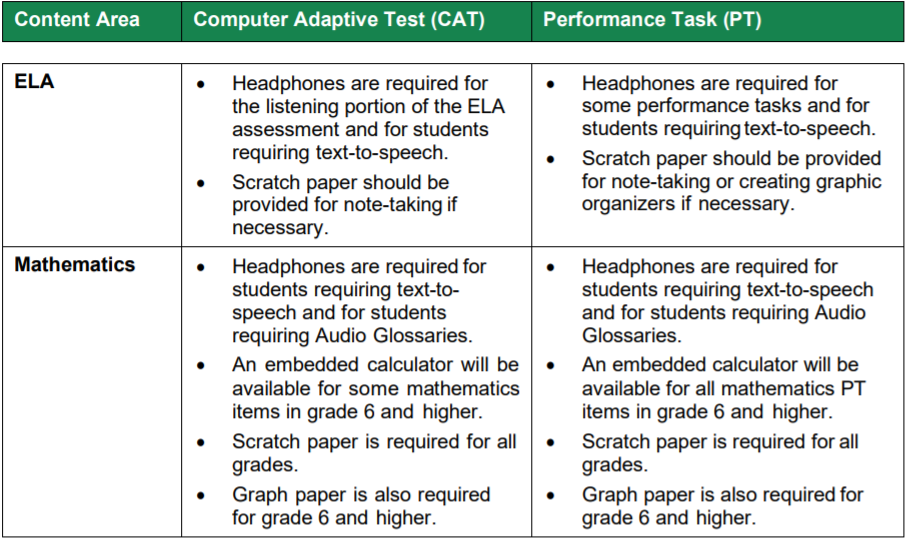 Content Area Computer Adaptive Test (CAT) Performance Task (PT)
ELA
• Headphones are required for
the listening portion of the ELA
assessment and for students
requiring text-to-speech.
• Scratch paper should be
provided for note-taking if
necessary.
• Headphones are required for
some performance tasks and for
students requiring text-to-speech.
• Scratch paper should be provided
for note-taking or creating graphic
organizers if necessary.
Mathematics
• Headphones are required for
students requiring text-to-
speech and for students
requiring Audio Glossaries.
• An embedded calculator will be
available for some mathematics
items in grade 6 and higher.
• Scratch paper is required for all
grades.
• Graph paper is also required
for grade 6 and higher.
• Headphones are required for
students requiring text-to-speech
and for students requiring Audio
Glossaries.
• An embedded calculator will be
available for all mathematics PT
items in grade 6 and higher.
• Scratch paper is required for all
grades.
• Graph paper is also required for
grade 6 and higher.